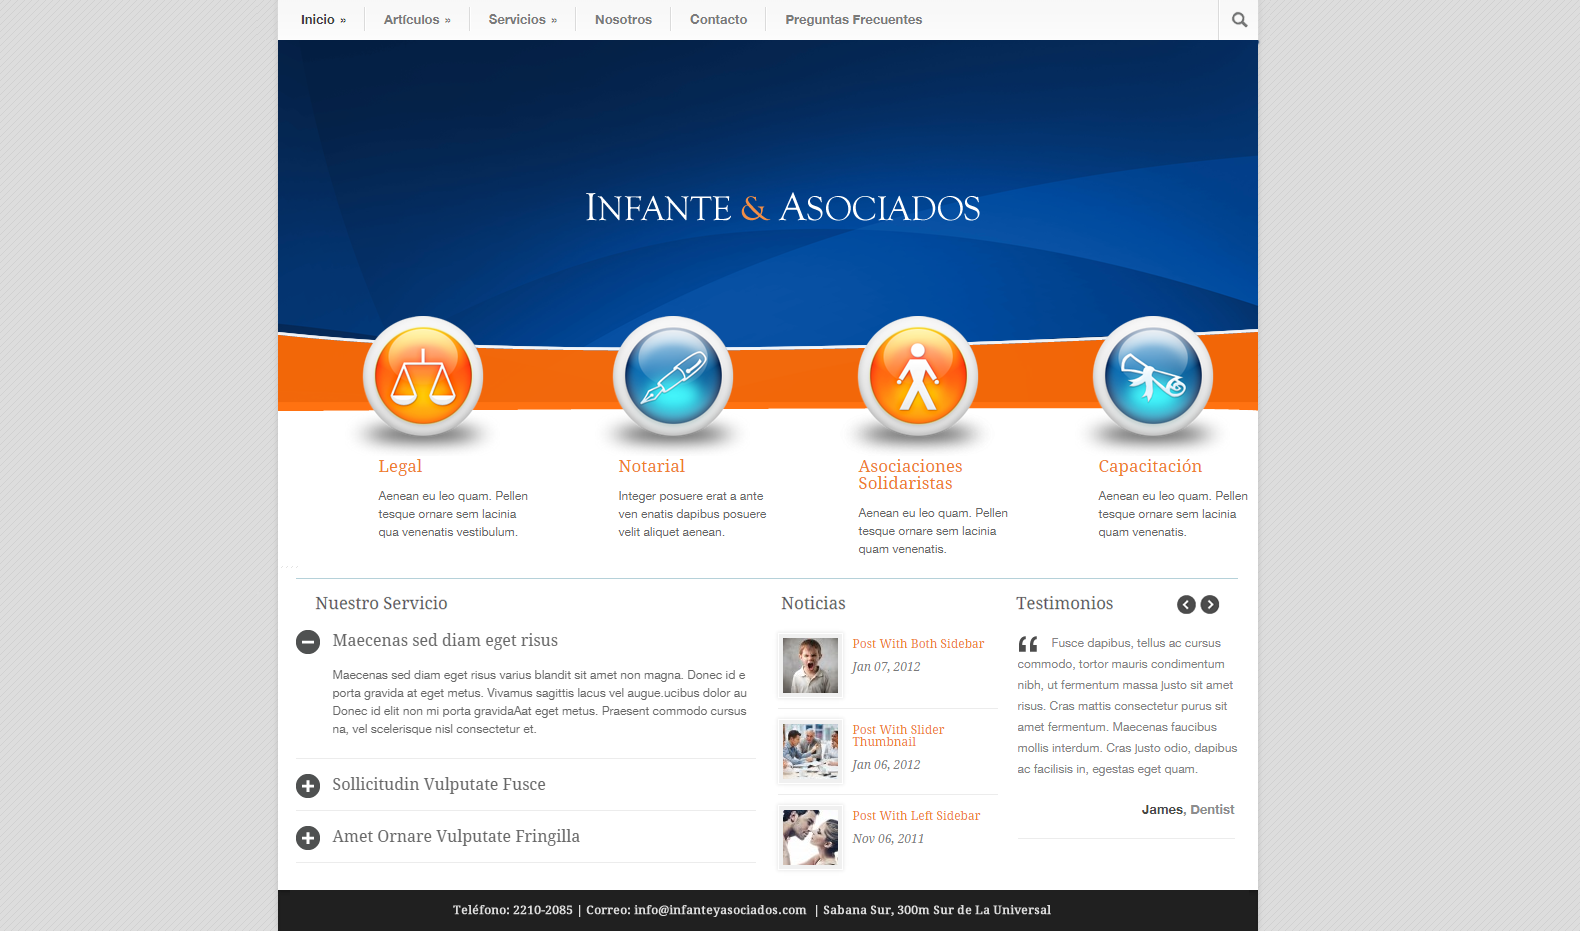 Inicio » Artículos » Servicios » Nosotros Contacto Preguntas Frecuentes
INFANTE & ASOCIADOS
Legal
Aenean eu leo quam. Pellen
tesque ornare sem lacinia
qua venenatis vestibulum.
Notarial
Integer posuere erat a ante
ven enatis dapibus posuere
velit aliquet aenean.
Asociaciones
Solidaristas
Aenean eu leo quam. Pellen
tesque ornare sem lacinia
quam venenatis.
Capacitación
Aenean eu leo quam. Pellen
tesque ornare sem lacinia
quam venenatis.
Nuestro Servicio
Maecenas sed diam eget risus
Maecenas sed diam eget risus varius blandit sit amet non magna. Donec id e
porta gravida at eget metus. Vivamus sagittis lacus vel augue.ucibus dolor au
Donec id elit non mi porta gravidaAat eget metus. Praesent commodo cursus
na, vel scelerisque nisl consectetur et.
Sollicitudin Vulputate Fusce
Amet Ornare Vulputate Fringilla
Noticias
Post With Both Sidebar
Jan 07, 2012
Post With Slider
Thumbnail
Jan 06, 2012
Post With Left Sidebar
Nov 06, 2011
Testimonios
“ Fusce dapibus, tellus ac cursus
commodo, tortor mauris condimentum
nibh, ut fermentum massa justo sit amet
risus. Cras mattis consectetur purus sit
amet fermentum. Maecenas faucibus
mollis interdum. Cras justo odio, dapibus
ac facilisis in, egestas eget quam.
James, Dentist
Teléfono: 2210-2085 | Correo: info@infanteyasociados.com | Sabana Sur, 300m Sur de La Universal